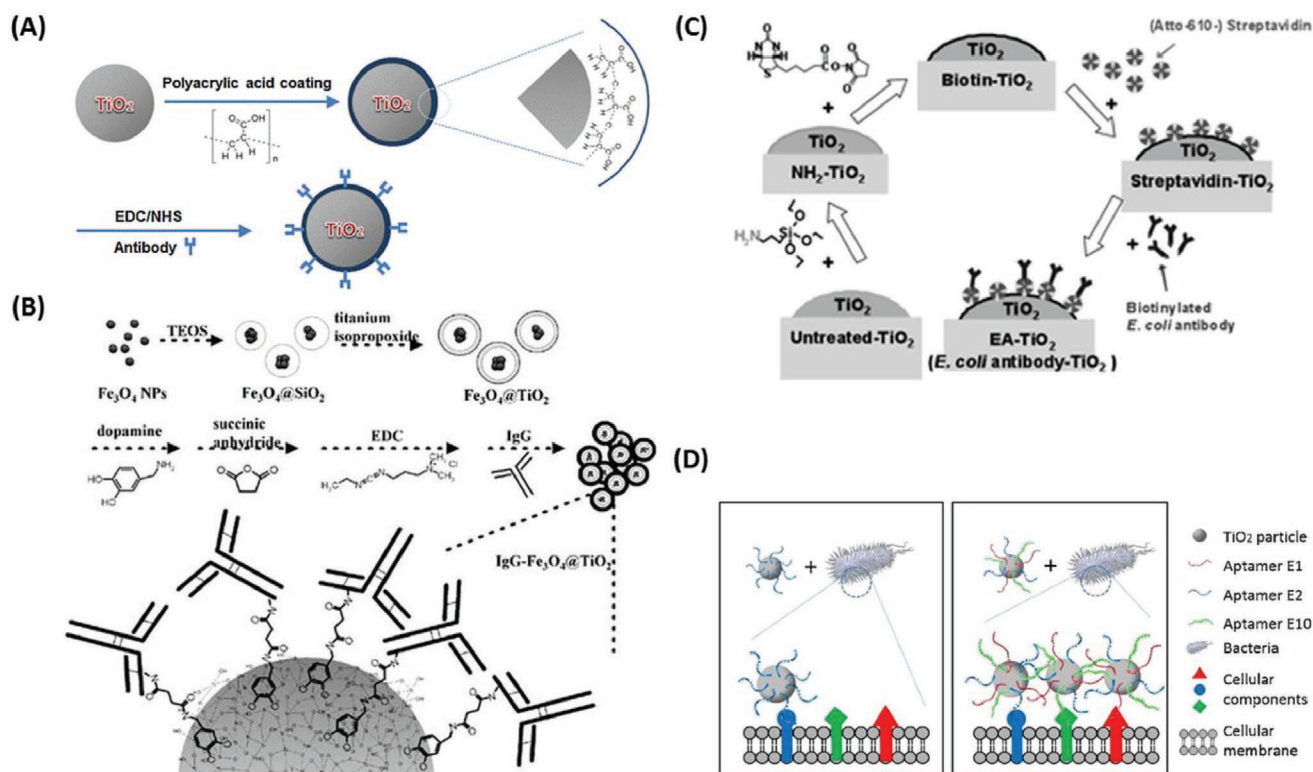 (A)
TiO2
Polyacrylic acid coating
TiO2
EDC/NHS
Antibody
TiO2
(B)
TEOS
titanium
isopropoxide
Fe3O4 NPs
Fe3O4@SiO2
Fe3O4@TiO2
dopamine
succinic
anhydride
EDC
IgG
IgG-Fe3O4@TiO2
(C)
TiO2
Biotin-TiO2
(Atto-610-) Streptavidin
+
+
TiO2
NH2-TiO2
TiO2
Streptavidin-TiO2
+
+
TiO2
Untreated-TiO2
TiO2
EA-TiO2
(E. coli antibody-TiO2)
Biotinylated
E. coli antibody
(D)
+
+
TiO2 particle
Aptamer E1
Aptamer E2
Aptamer E10
Bacteria
Cellular
components
Cellular
membrane